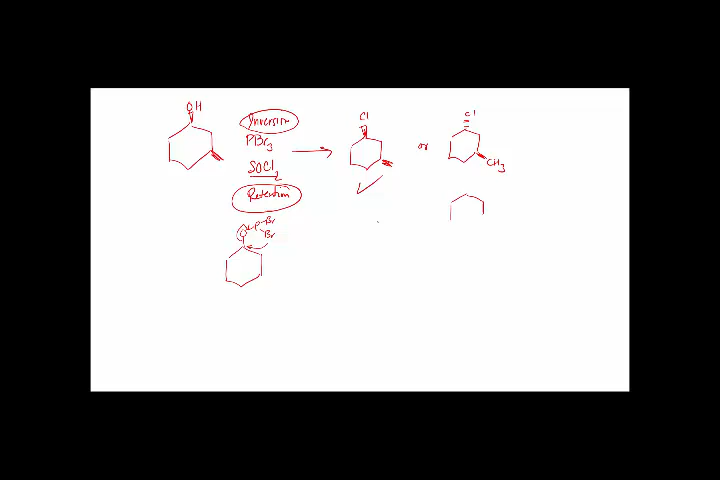 OH
Inversion
PBr3
SOCl2
Retention
Cl
or
Cl
CH3
O P Br
Br